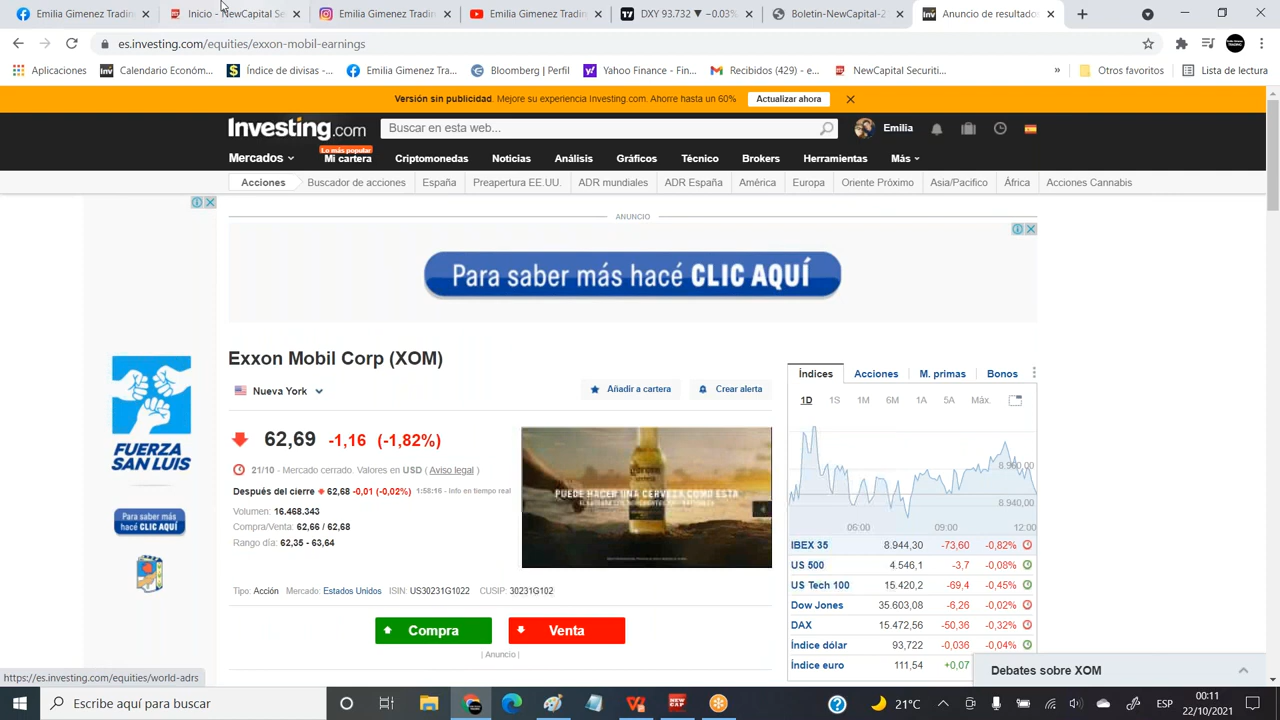 Emilia Gimenez Tradin
Inicio - NewCapital Se
Emilia Gimenez Tradin
Emilia Gimenez Tradin
DXY 93.732 ▼ −0.03%
Boletin-NewCapital-2
Anuncio de resultados
es.investing.com/equities/exxon-mobil-earnings
Aplicaciones
Calendario Económ...
Índice de divisas -...
Emilia Gimenez Tra...
Bloomberg | Perfil
Yahoo Finance - Fin...
Recibidos (429) - e...
NewCapital Securiti...
»
Otros favoritos
Lista de lectura
Versión sin publicidad. Mejore su experiencia Investing.com. Ahorre hasta un 60%
Actualizar ahora
Investing.com
Buscar en esta web...
Emilia
Lo más popular
Mercados
Mi cartera
Criptomonedas
Noticias
Análisis
Gráficos
Técnico
Brokers
Herramientas
Más
Acciones
Buscador de acciones
España
Preapertura EE.UU.
ADR mundiales
ADR España
América
Europa
Oriente Próximo
Asia/Pacífico
África
Acciones Cannabis
ANUNCIO
Para saber más hacé CLIC AQUÍ
FUERZA
SAN LUIS
Para saber más
hacé CLIC AQUÍ
Exxon Mobil Corp (XOM)
Nueva York
Añadir a cartera
Crear alerta
62,69 -1,16 (-1,82%)
21/10 - Mercado cerrado. Valores en USD ( Aviso legal )
Después del cierre 62,68 -0,01 (-0,02%) 1:58:16 - Info en tiempo real
Volumen: 16.468.343
Compra/Venta: 62,66 / 62,68
Rango día: 62,35 - 63,64
PUEDE HACER UNA CERVEZA COMO ESTA
Tipo: Acción Mercado: Estados Unidos ISIN: US30231G1022 CUSIP: 30231G102
Compra
Venta
| Anuncio |
Índices
Acciones
M. primas
Bonos
1D 1S 1M 6M 1A 5A Máx.
8.960,00
8.940,00
06:00 09:00 12:00
IBEX 35 8.944,30 -73,60 -0,82%
US 500 4.546,1 -3,7 -0,08%
US Tech 100 15.420,2 -69,4 -0,45%
Dow Jones 35.603,08 -6,26 -0,02%
DAX 15.472,56 -50,36 -0,32%
Índice dólar 93,722 -0,036 -0,04%
Índice euro 111,54 +0,07
Debates sobre XOM
https://es.investing.com/equities/world-adrs
Escribe aquí para buscar
21°C
ESP
00:11
22/10/2021